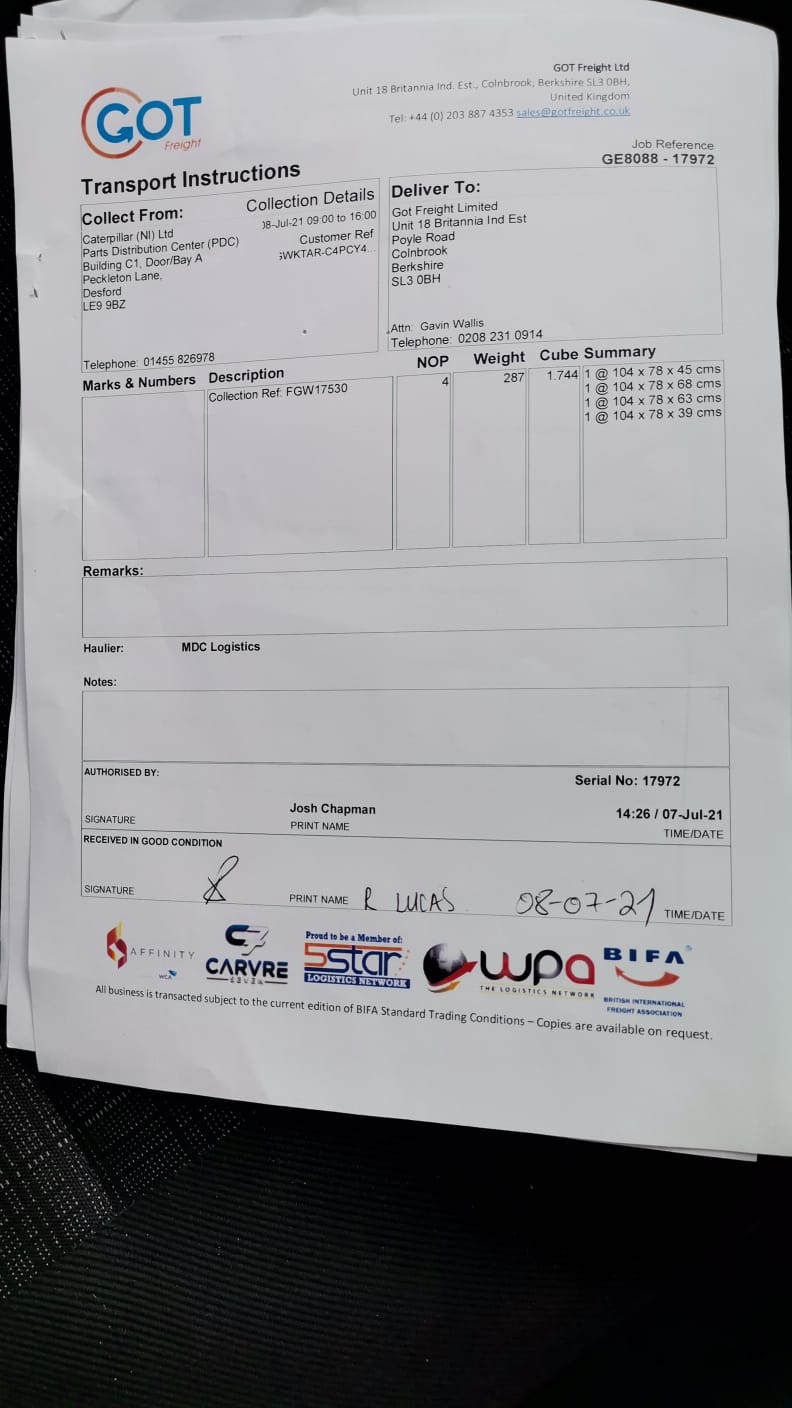 GOT Freight Ltd
Unit 18 Britannia Ind. Est., Colnbrook, Berkshire SL3 0BH,
United Kingdom
Tel: +44 (0) 203 887 4353 sales@gotfreight.co.uk
GOT
Freight
Job Reference
GE8088 - 17972
Transport Instructions
Collect From:
Collection Details
Caterpillar (NI) Ltd
Parts Distribution Center (PDC)
Building C1, Door/Bay A
Peckleton Lane,
Desford
LE9 9BZ
Telephone: 01455 826978
08-Jul-21 09:00 to 16:00
Customer Ref
WKTAR-C4PCY4...
Deliver To:
Got Freight Limited
Unit 18 Britannia Ind Est
Poyle Road
Colnbrook
Berkshire
SL3 0BH
Attn: Gavin Wallis
Telephone: 0208 231 0914
Marks & Numbers Description NOP Weight Cube Summary
Collection Ref: FGW17530 4 287 1.744 1 @ 104 x 78 x 45 cms
1 @ 104 x 78 x 68 cms
1 @ 104 x 78 x 63 cms
1 @ 104 x 78 x 39 cms
Remarks:
Haulier: MDC Logistics
Notes:
AUTHORISED BY:
Serial No: 17972
Josh Chapman 14:26 / 07-Jul-21
SIGNATURE PRINT NAME TIME/DATE
RECEIVED IN GOOD CONDITION
SIGNATURE PRINT NAME R LUCAS 08-07-21 TIME/DATE
AFFINITY
WCA
CARVRE
SEVEN
Proud to be a Member of:
5star
LOGISTICS NETWORK
wpa
THE LOGISTICS NETWORK
BIFA
BRITISH INTERNATIONAL
FREIGHT ASSOCIATION
All business is transacted subject to the current edition of BIFA Standard Trading Conditions – Copies are available on request.